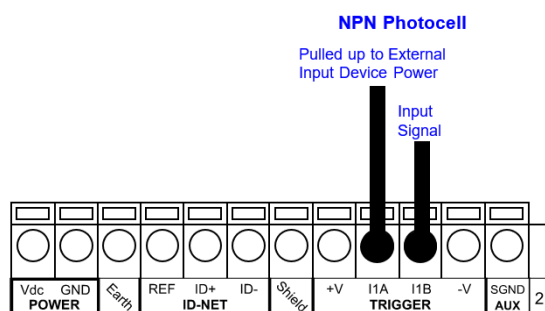 NPN Photocell
Pulled up to External
Input Device Power
Input
Signal
Vdc GND Earth REF ID+ ID- Shield +V I1A I1B -V SGND 2
POWER ID-NET TRIGGER AUX